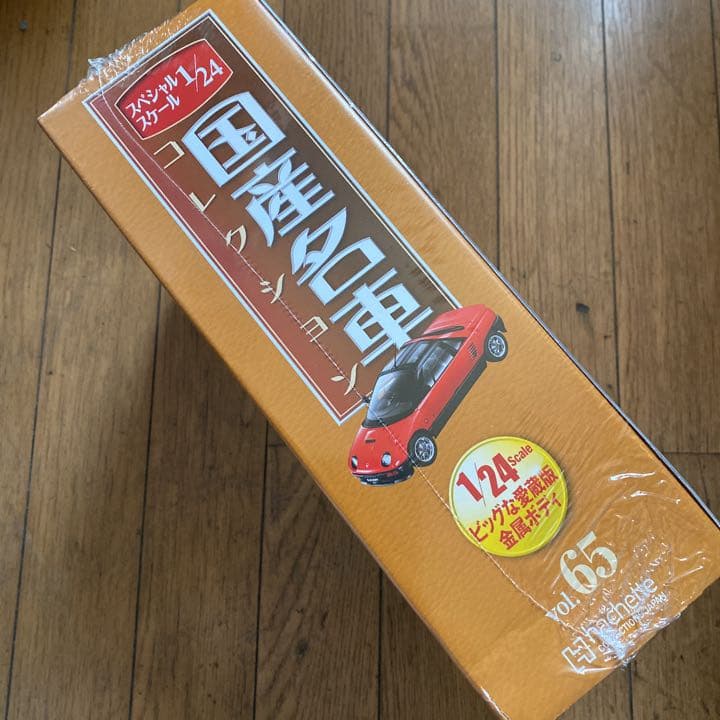 スペシャル
スケール
1/24
国産名車
コレクション
1/24 Scale
ビッグな愛蔵版
金属ボディ
vol.65
hachette
COLLECTIONS JAPAN